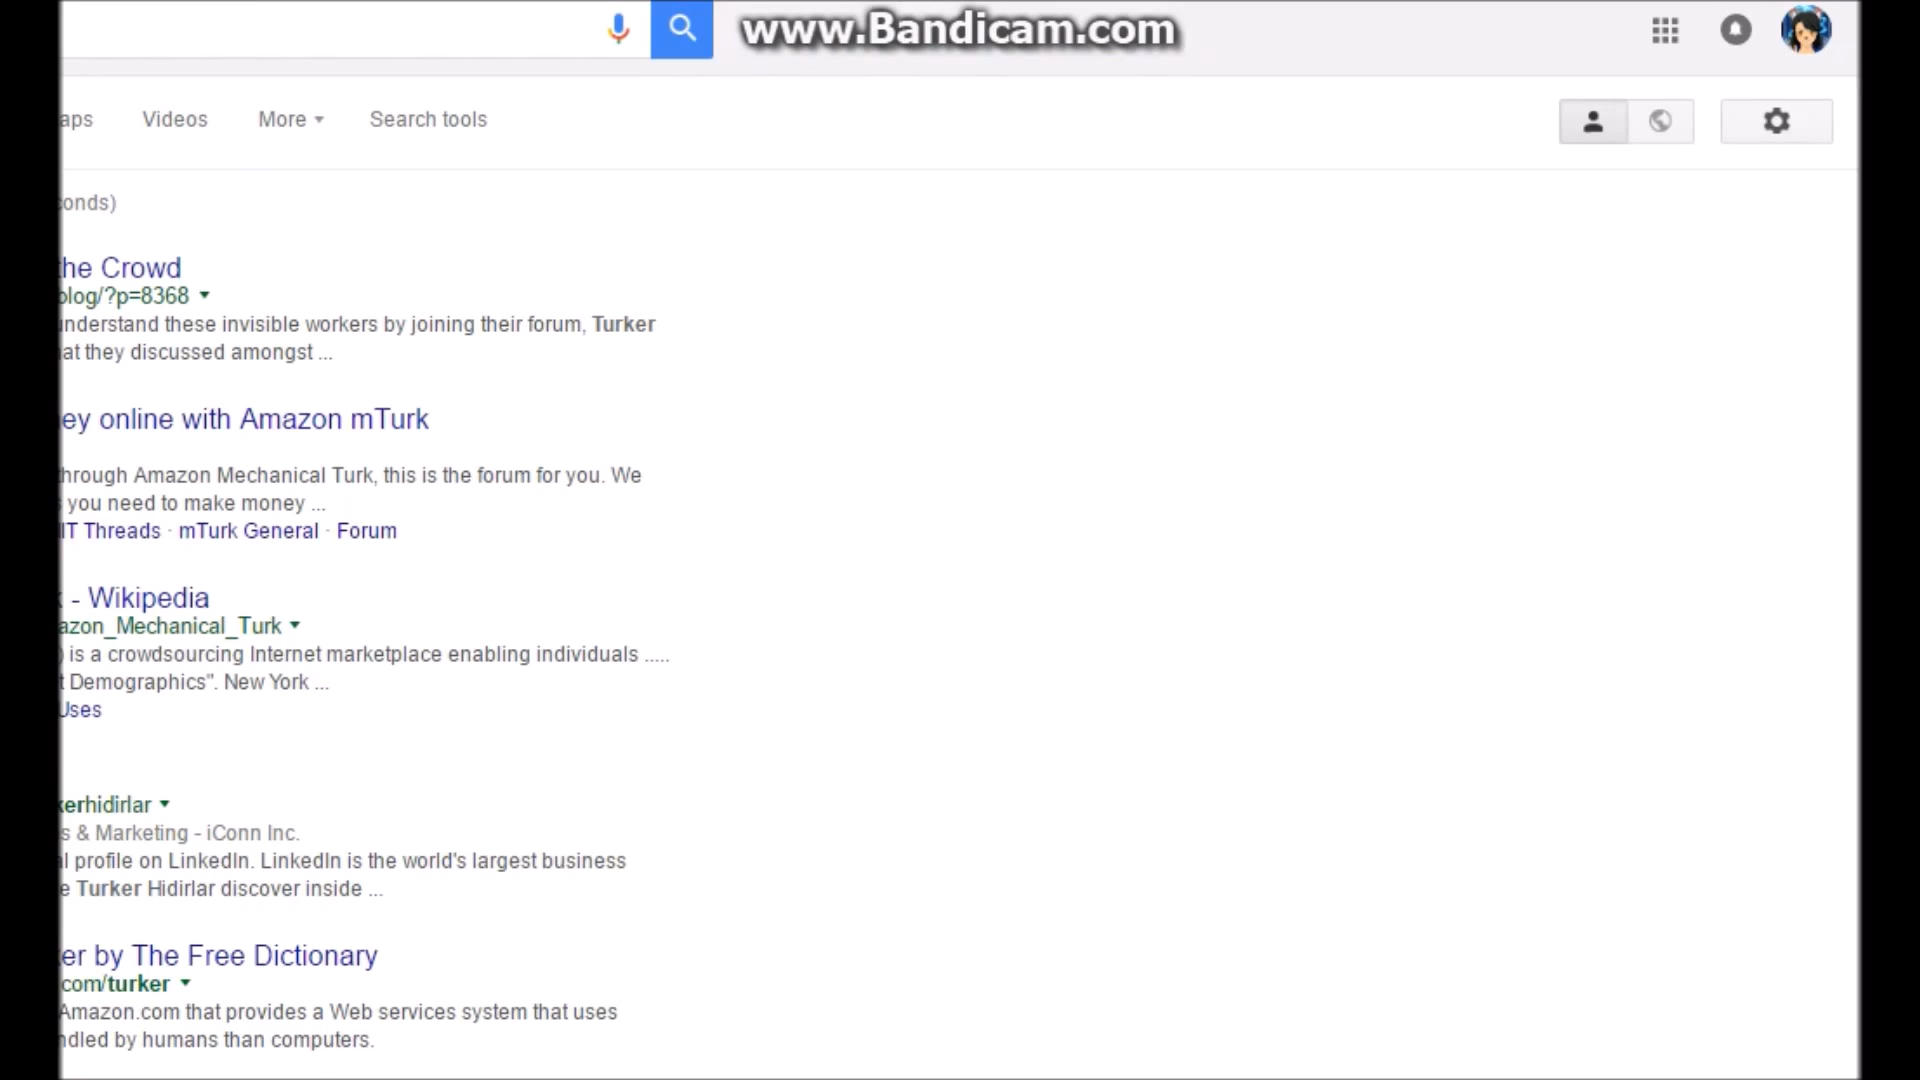 www.Bandicam.com
aps Videos More Search tools
onds)
the Crowd
blog/?p=8368
understand these invisible workers by joining their forum, Turker
at they discussed amongst ...
ey online with Amazon mTurk
through Amazon Mechanical Turk, this is the forum for you. We
you need to make money ...
IT Threads · mTurk General · Forum
- Wikipedia
azon_Mechanical_Turk
) is a crowdsourcing Internet marketplace enabling individuals .....
t Demographics". New York ...
Uses
kerhidirlar
s & Marketing - iConn Inc.
al profile on LinkedIn. LinkedIn is the world's largest business
e Turker Hidirlar discover inside ...
er by The Free Dictionary
com/turker
Amazon.com that provides a Web services system that uses
ndled by humans than computers.